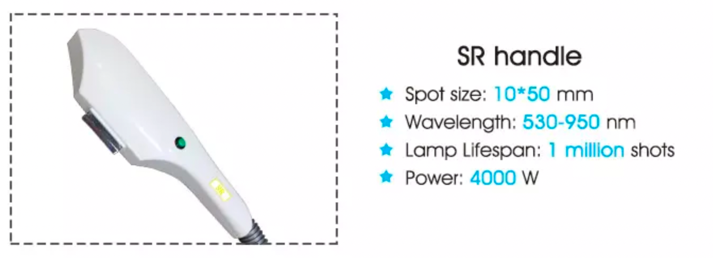 SR handle
Spot size: 10*50 mm
Wavelength: 530-950 nm
Lamp Lifespan: 1 million shots
Power: 4000 W